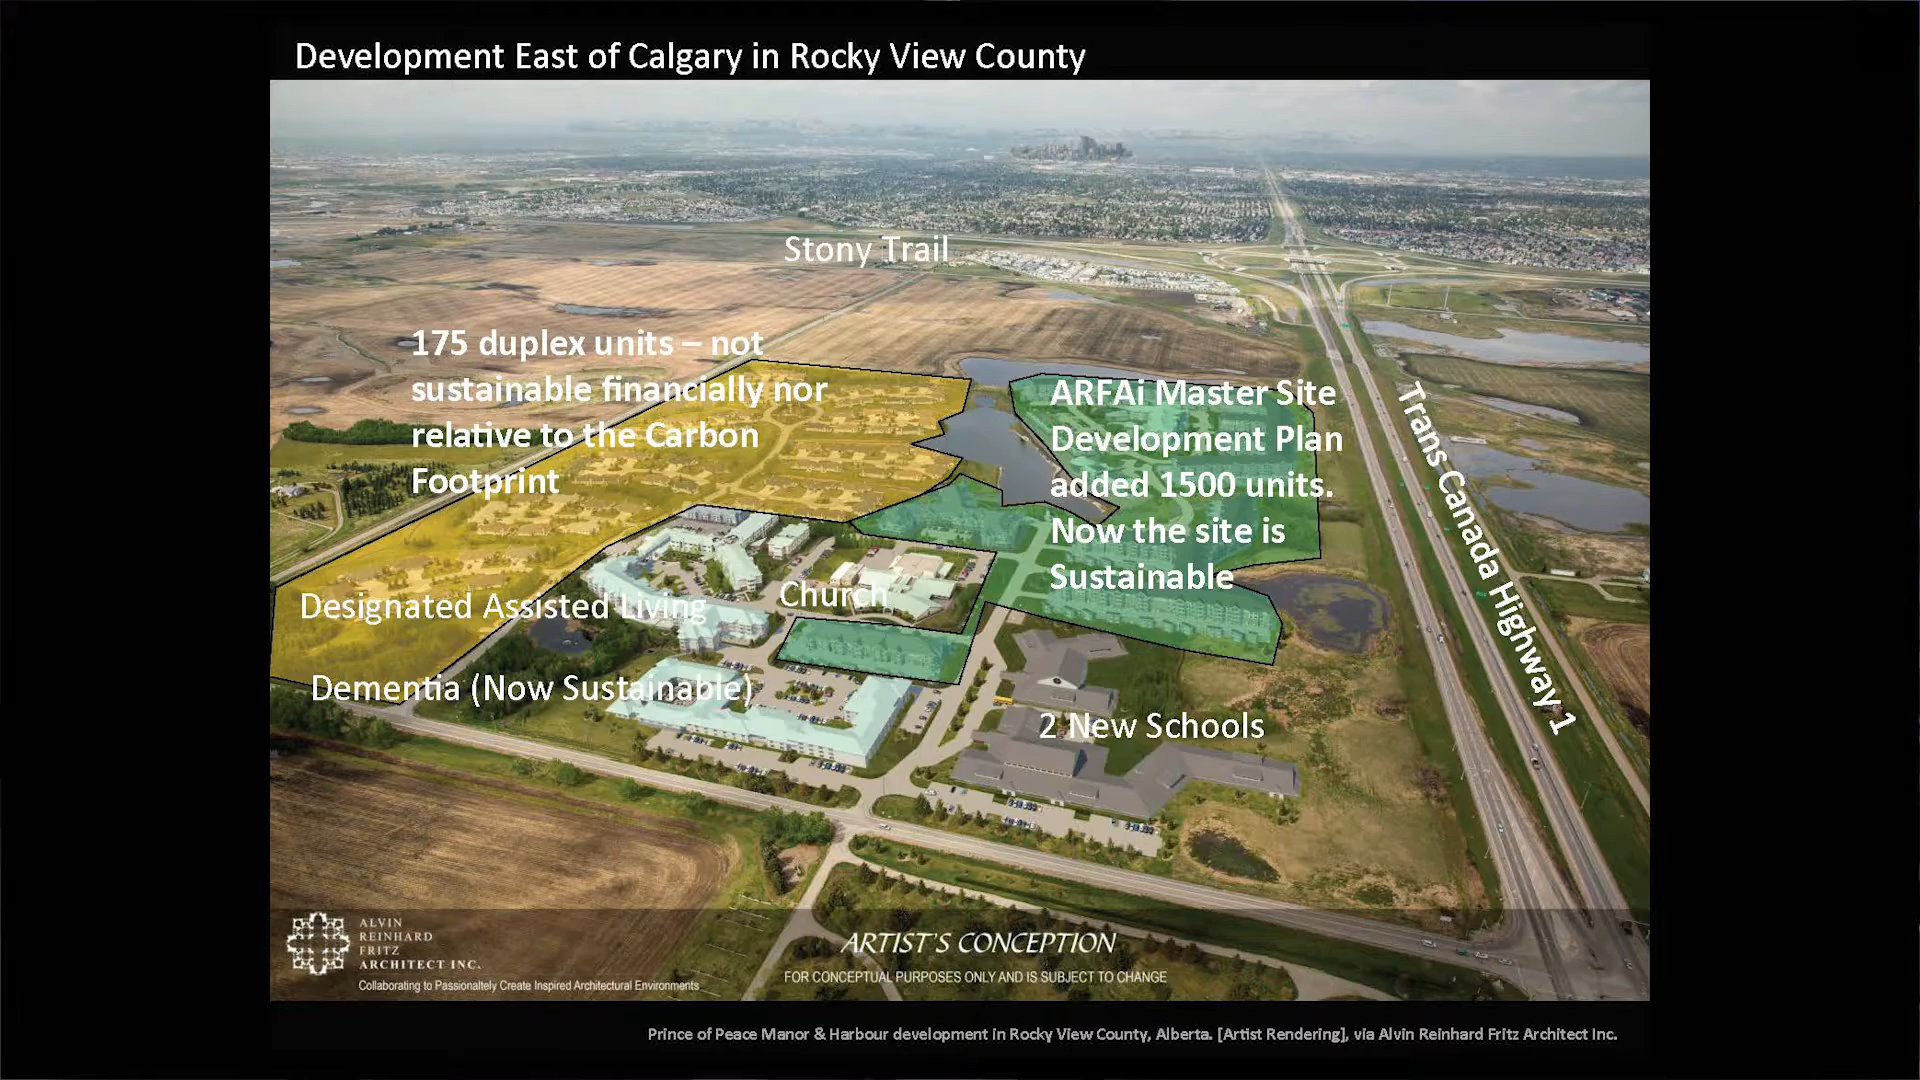 Development East of Calgary in Rocky View County
Stony Trail
175 duplex units – not
sustainable financially nor
relative to the Carbon
Footprint
ARFAi Master Site
Development Plan
added 1500 units.
Now the site is
Sustainable
Trans Canada Highway 1
Church
Designated Assisted Living
Dementia (Now Sustainable)
2 New Schools
ALVIN
REINHARD
FRITZ
ARCHITECT INC.
Collaborating to Passionaltely Create Inspired Architectural Environments
ARTIST'S CONCEPTION
FOR CONCEPTUAL PURPOSES ONLY AND IS SUBJECT TO CHANGE
Prince of Peace Manor & Harbour development in Rocky View County, Alberta. [Artist Rendering], via Alvin Reinhard Fritz Architect Inc.